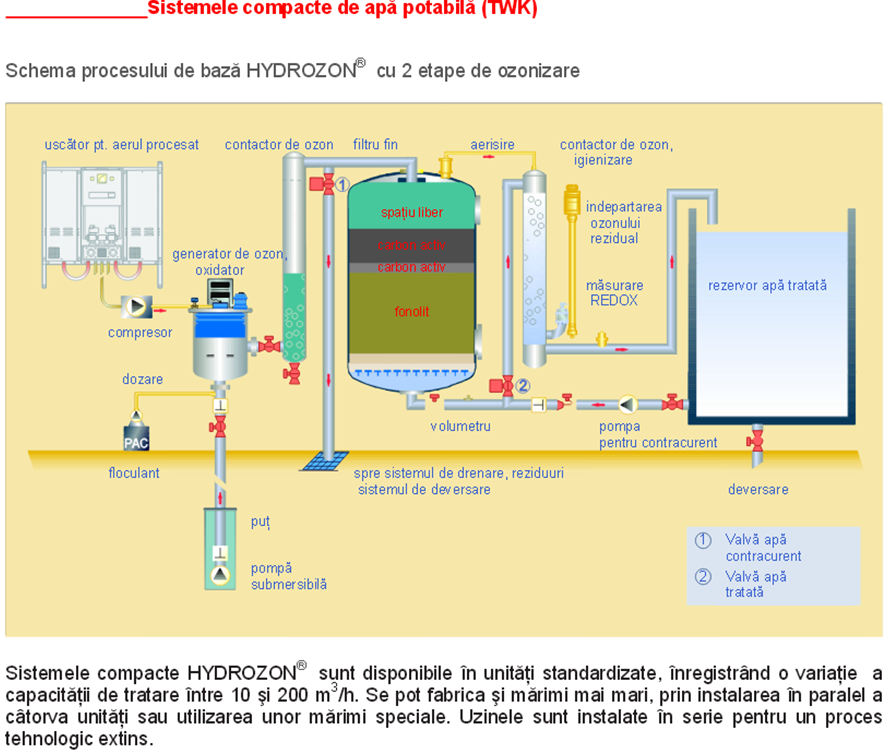 Sistemele compacte de apă potabilă (TWK)
Schema procesului de bază HYDROZON® cu 2 etape de ozonizare
uscător pt. aerul procesat
contactor de ozon
filtru fin
aerisire
contactor de ozon,
igienizare
spaţiu liber
indepartarea
ozonului
rezidual
carbon activ
carbon activ
generator de ozon,
oxidator
măsurare
REDOX
rezervor apă tratată
fonolit
compresor
dozare
PAC
floculant
volumetru
pompa
pentru contracurent
spre sistemul de drenare, reziduuri
sistemul de deversare
deversare
puţ
pompă
submersibilă
1
2
1 Valvă apă
contracurent
2 Valvă apă
tratată
Sistemele compacte HYDROZON® sunt disponibile în unităţi standardizate, înregistrând o variaţie a
capacităţii de tratare între 10 şi 200 m³/h. Se pot fabrica şi mărimi mai mari, prin instalarea în paralel a
câtorva unităţi sau utilizarea unor mărimi speciale. Uzinele sunt instalate în serie pentru un proces
tehnologic extins.